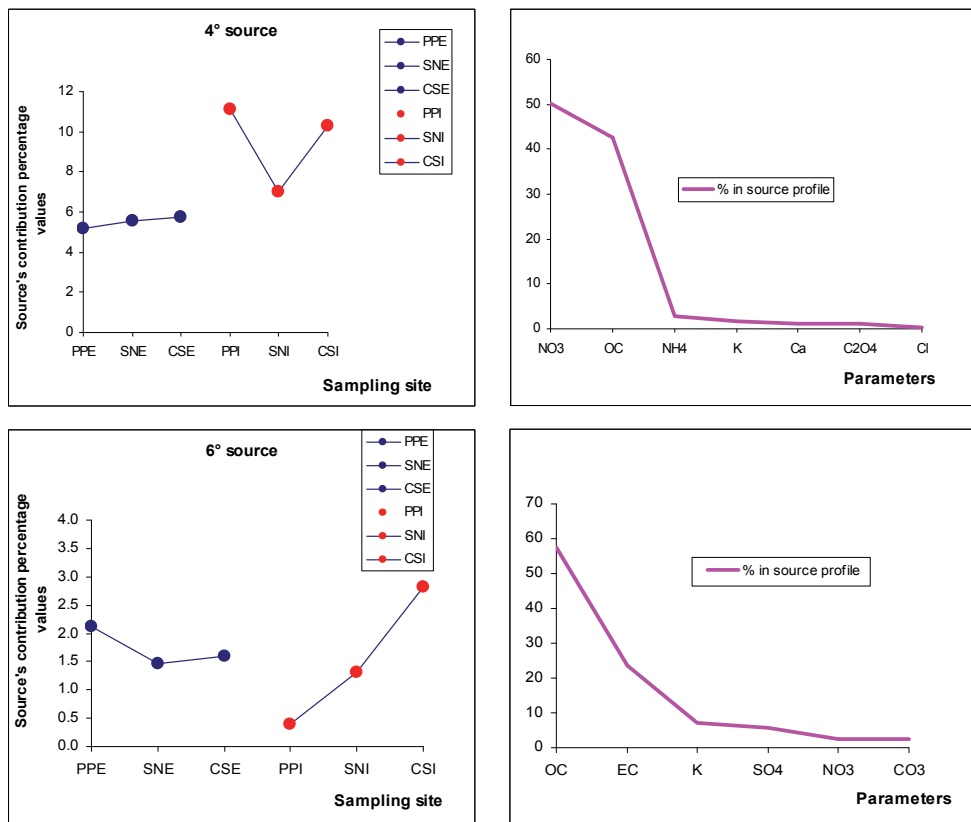 4° source
PPE
SNE
CSE
PPI
SNI
CSI
Source's contribution percentage
values
12
10
8
6
4
2
0
PPE SNE CSE PPI SNI CSI
Sampling site
60
50
40
30
20
10
0
% in source profile
NO3 OC NH4 K Ca C2O4 Cl
Parameters
6° source
PPE
SNE
CSE
PPI
SNI
CSI
Source's contribution percentage
values
4.0
3.5
3.0
2.5
2.0
1.5
1.0
0.5
0.0
PPE SNE CSE PPI SNI CSI
Sampling site
70
60
50
40
30
20
10
0
% in source profile
OC EC K SO4 NO3 CO3
Parameters